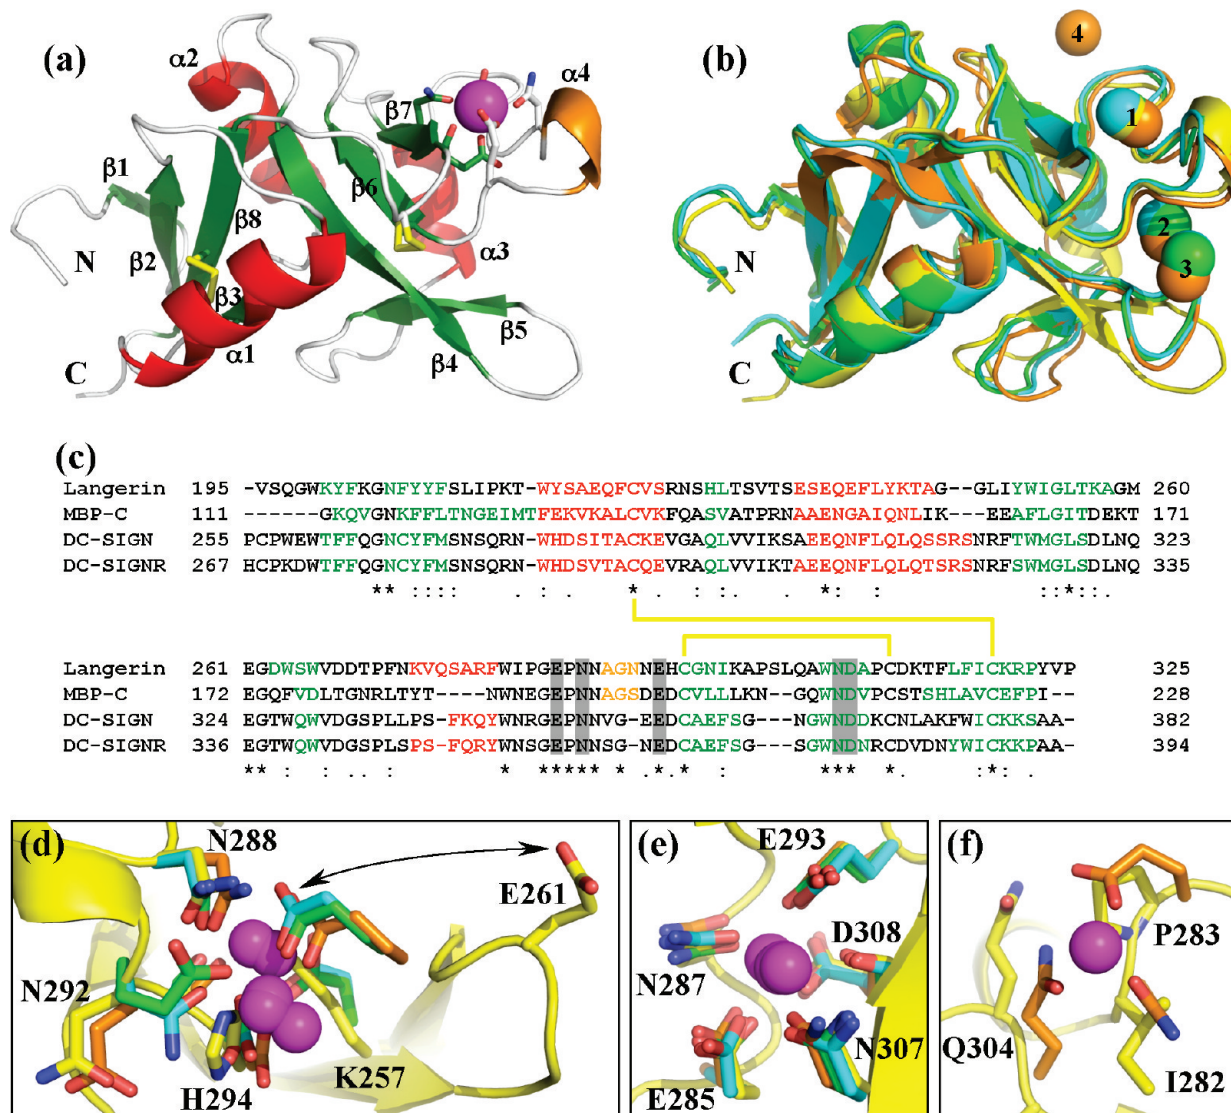 (a)
α2
β7
α4
β1
β6
N
β8
α3
β2
β3
β5
α1
β4
C
(b)
4
1
2
3
N
C
(c)
Langerin 195 -VSQGWKYFKGNFYYFSLIPKT-WYSAEQFCVSRNSHLTSVTSESEQEFLYKTAG--GLIYWIGLTKAGM 260
MBP-C 111 ------GKQVGNKFFLTNGEIMTFEKVKALCVKFQASVATPRNAAENGAIQNLIK---EEAFLGITDEKT 171
DC-SIGN 255 PCPWEWTFFQGNCYFMSNSQRN-WHDSITACKEVGAQLVVIKSAEEQNFLQLQSSRSNRFTWMGLSDLNQ 323
DC-SIGNR 267 HCPKDWTFFQGNCYFMSNSQRN-WHDSVTACQEVRAQLVVIKTAEEQNFLQLQTSRSNRFSWMGLSDLNQ 335
** :::: . : . * : : . * : ::*:.
Langerin 261 EGDWSWVDDTPFNKVQSARFWIPGEPNNAGNNEHCGNIKAPSLQAWNDAPCDKTFLFICKRPYVP 325
MBP-C 172 EGQFVDLTGNRLTYT----NWNEGEPNNAGSDEDCVLLLKN--GQWNDVPCSTSHLAVCEFPI-- 228
DC-SIGN 324 EGTWQWVDGSPLLPS-FKQYWNRGEPNNVG-EEDCAEFSG---NGWNDDKCNLAKFWICKKSAA- 382
DC-SIGNR 336 EGTWQWVDGSPLSPS-FQRYWNSGEPNNSG-NEDCAEFSG---SGWNDNRCDVDNYWICKKPAA- 394
** : : . : * ***** * :.* . *** *. :*: .
(d)
N288
E261
N292
K257
H294
(e)
E293
D308
N287
N307
E285
(f)
P283
Q304
I282